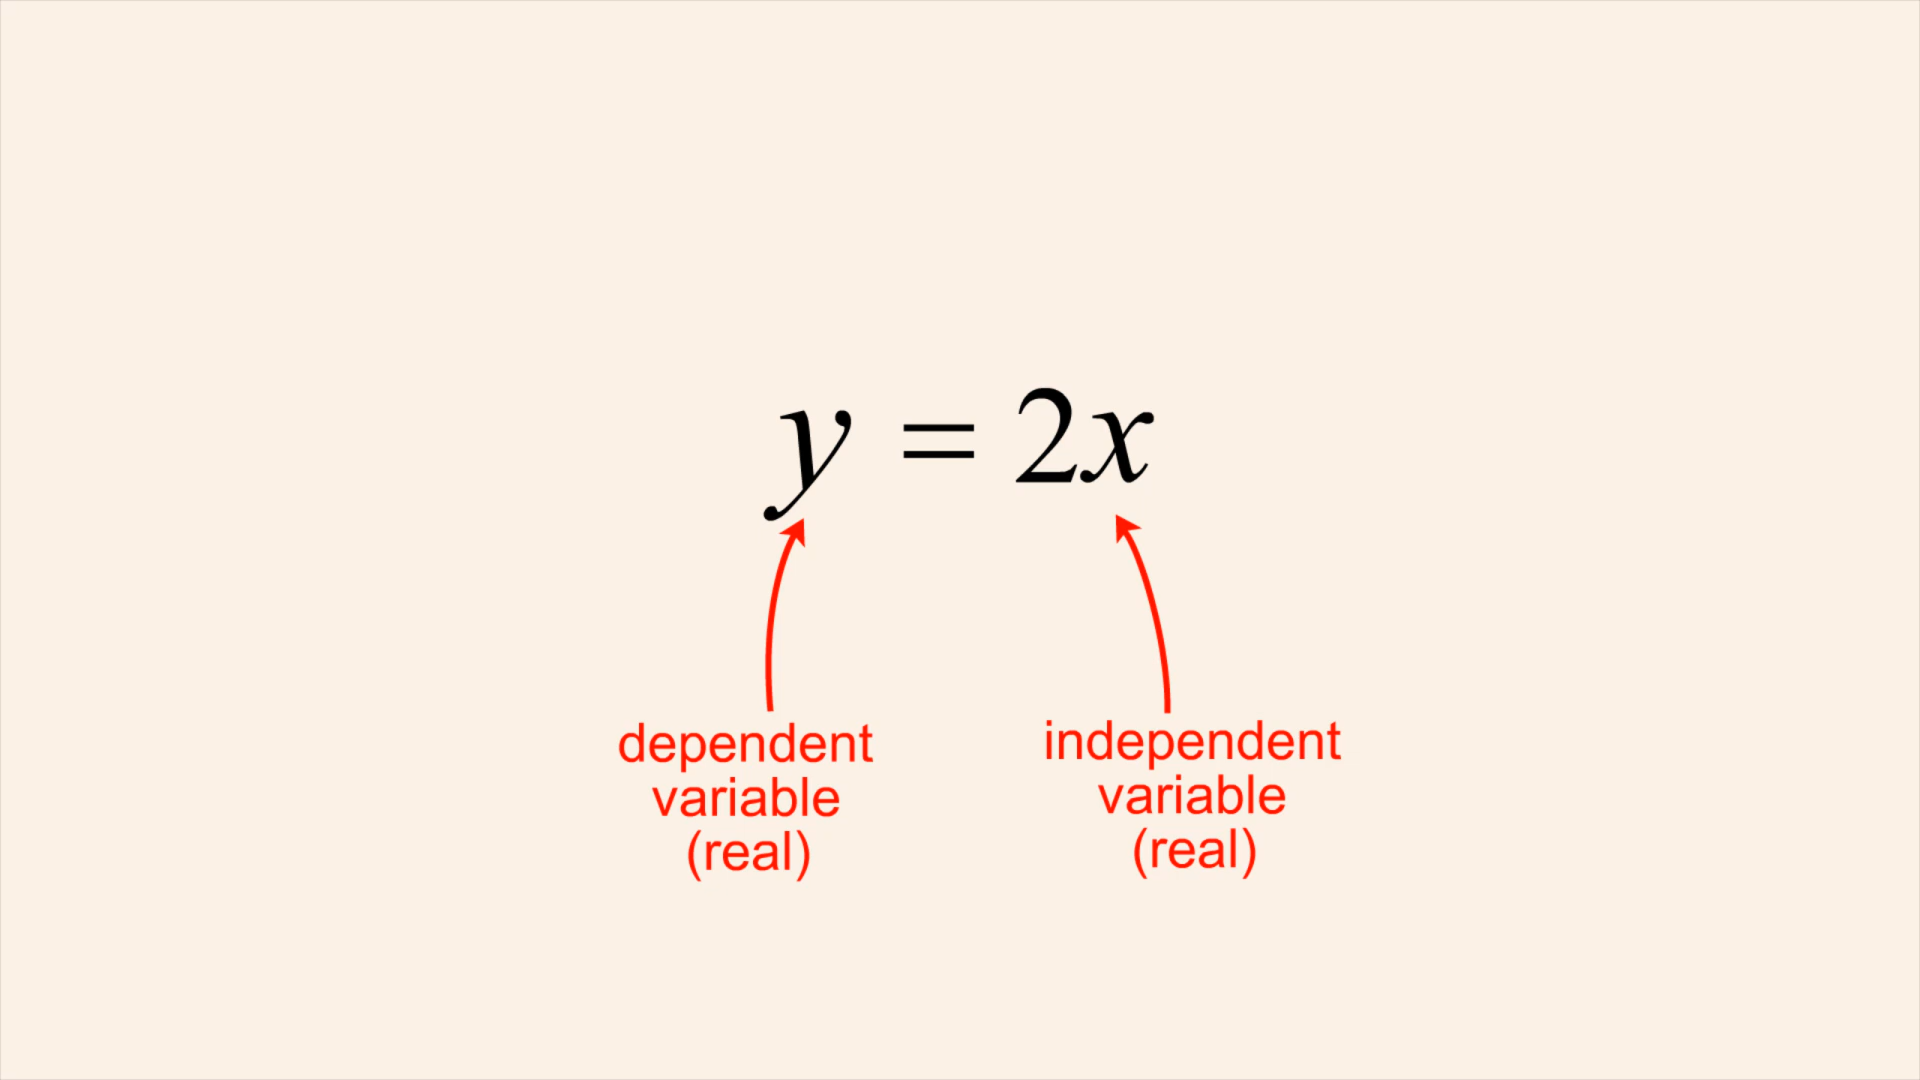 y = 2x
dependent
variable
(real)
independent
variable
(real)